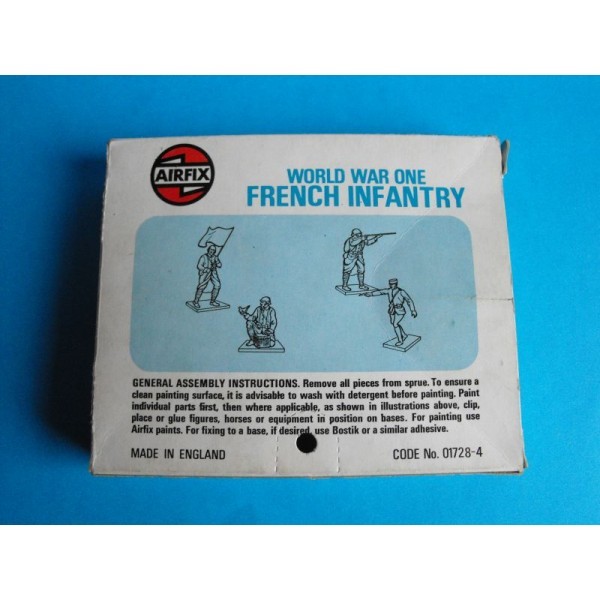 AIRFIX
WORLD WAR ONE
FRENCH INFANTRY
GENERAL ASSEMBLY INSTRUCTIONS. Remove all pieces from sprue. To ensure a
clean painting surface, it is advisable to wash with detergent before painting. Paint
individual parts first, then where applicable, as shown in illustrations above, clip,
place or glue figures, horses or equipment in position on bases. For painting use
Airfix paints. For fixing to a base, if desired, use Bostik or a similar adhesive.
MADE IN ENGLAND
CODE No. 01728-4